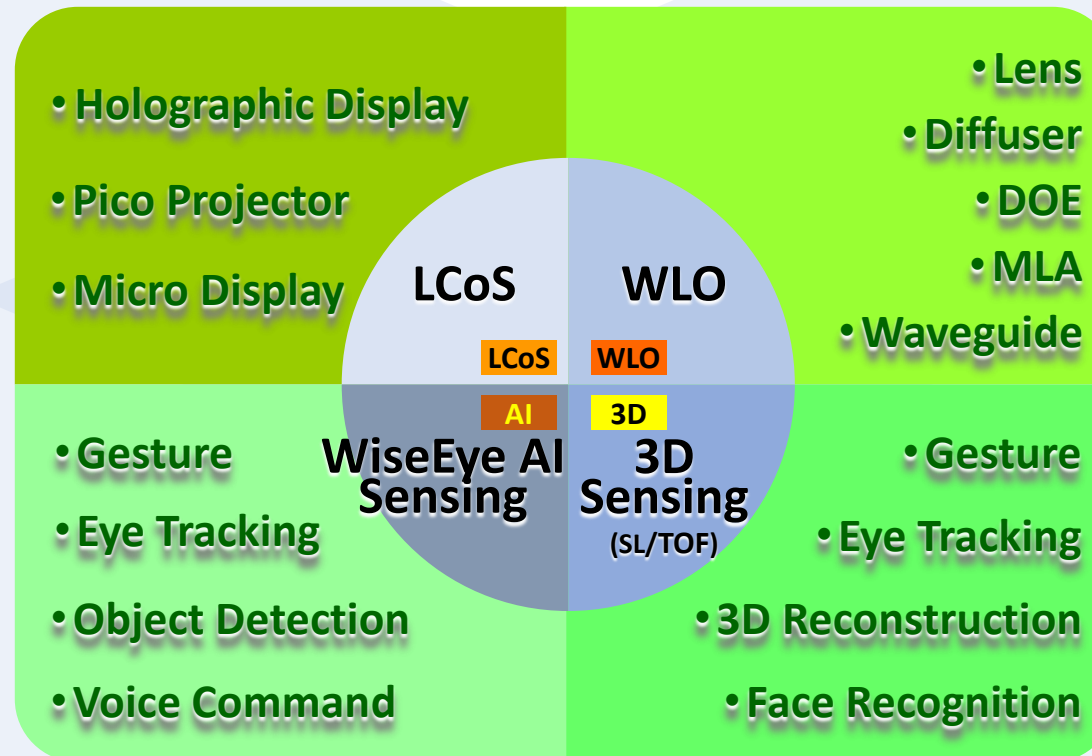 • Holographic Display
• Pico Projector
• Micro Display
• Lens
• Diffuser
• DOE
• MLA
• Waveguide
LCoS
WLO
LCoS
WLO
AI
3D
WiseEye AI
Sensing
3D
Sensing
(SL/TOF)
• Gesture
• Eye Tracking
• Object Detection
• Voice Command
• Gesture
• Eye Tracking
• 3D Reconstruction
• Face Recognition